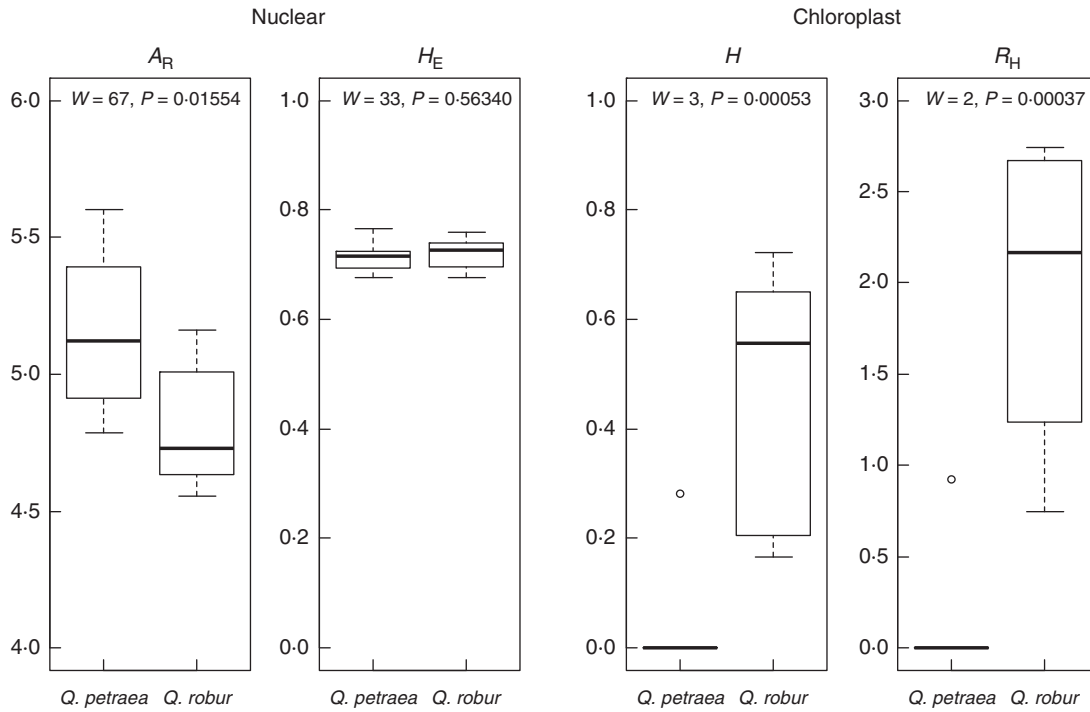 Nuclear Chloroplast
A_R H_E H R_H
W = 67, P = 0·01554 W = 33, P = 0·56340 W = 3, P = 0·00053 W = 2, P = 0·00037
6·0 1·0 1·0 3·0
2·5
0·8 0·8
5·5
2·0
0·6 0·6
5·0 1·5
0·4 0·4
1·0
4·5
0·2 0·2
0·5
4·0 0·0 0·0 0·0
Q. petraea Q. robur Q. petraea Q. robur Q. petraea Q. robur Q. petraea Q. robur